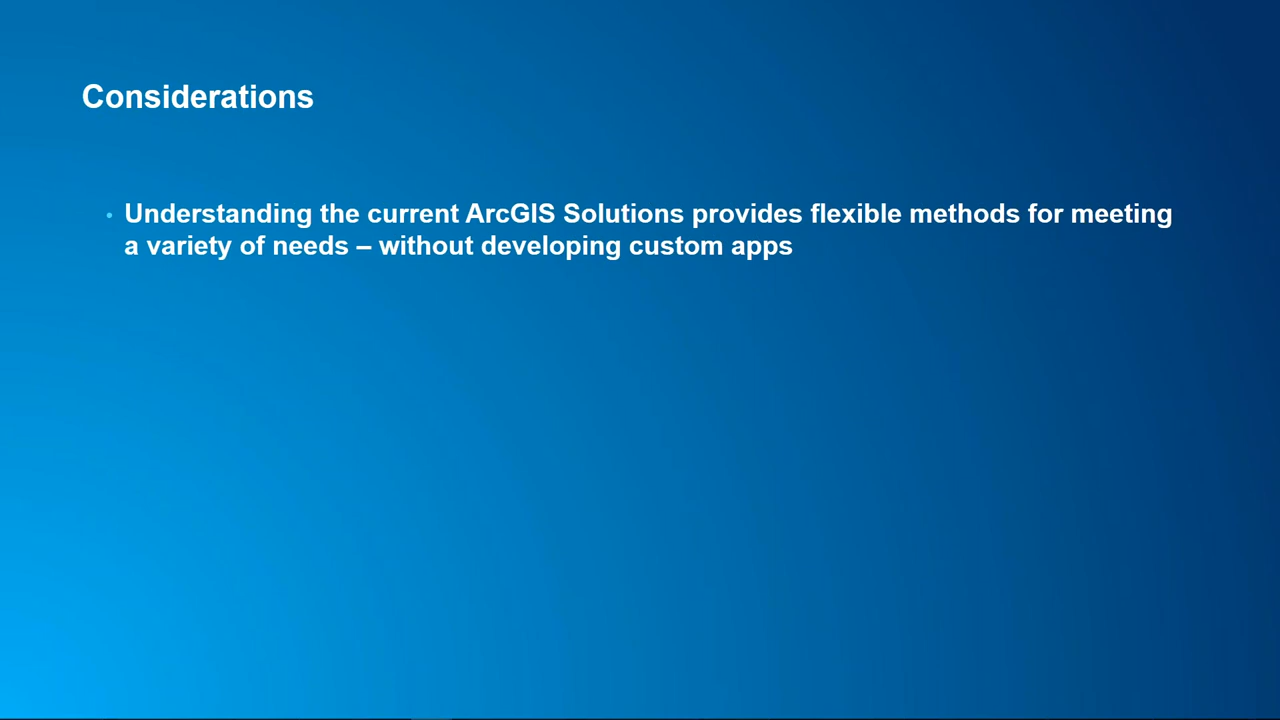 Considerations
• Understanding the current ArcGIS Solutions provides flexible methods for meeting
a variety of needs – without developing custom apps